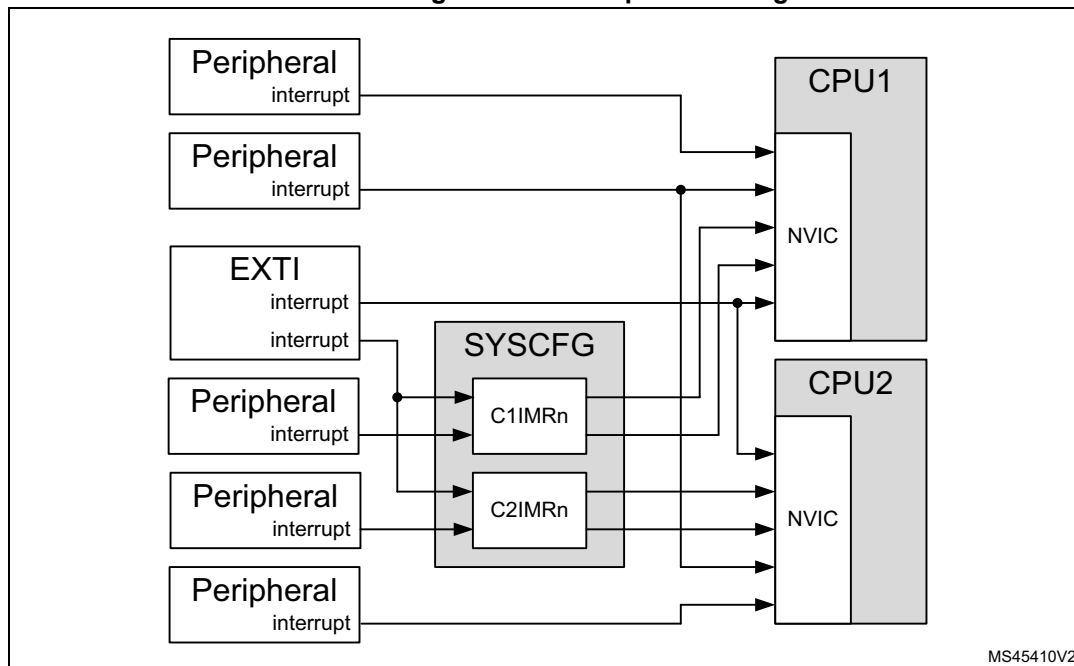 Peripheral
interrupt
Peripheral
interrupt
EXTI
interrupt
interrupt
Peripheral
interrupt
Peripheral
interrupt
Peripheral
interrupt
SYSCFG
C1IMRn
C2IMRn
CPU1
NVIC
CPU2
NVIC
MS45410V2